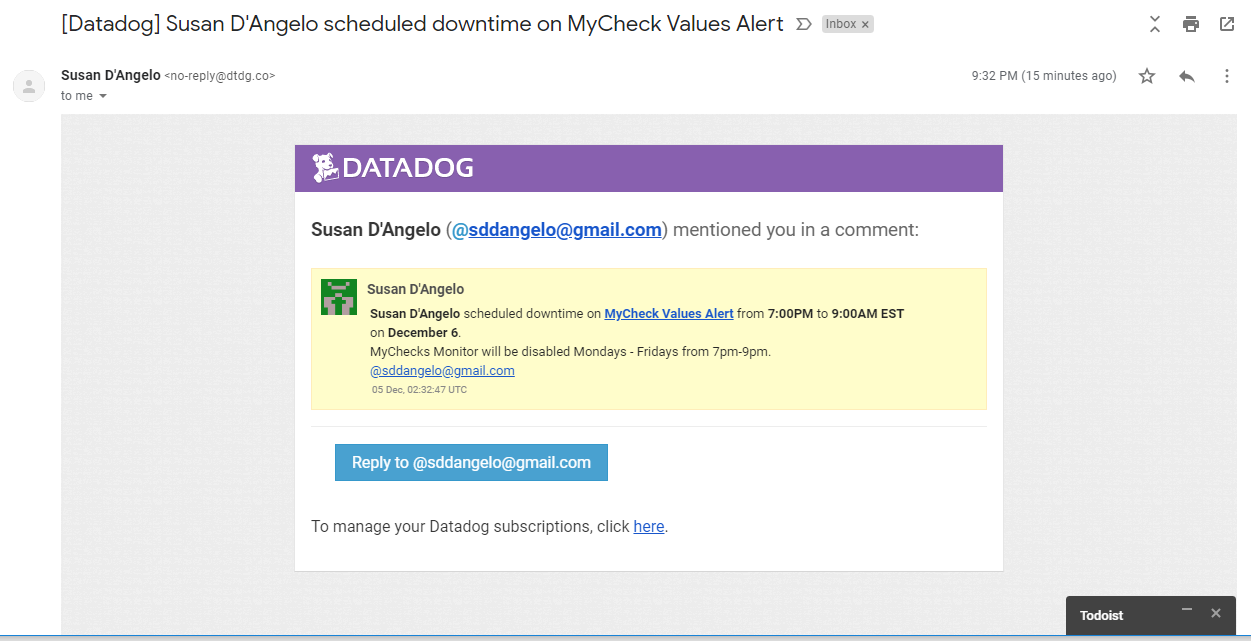 [Datadog] Susan D'Angelo scheduled downtime on MyCheck Values Alert Inbox ×
Susan D'Angelo <no-reply@dtdg.co> 9:32 PM (15 minutes ago)
to me
DATADOG
Susan D'Angelo (@sddangelo@gmail.com) mentioned you in a comment:
Susan D'Angelo
Susan D'Angelo scheduled downtime on MyCheck Values Alert from 7:00PM to 9:00AM EST
on December 6.
MyChecks Monitor will be disabled Mondays - Fridays from 7pm-9pm.
@sddangelo@gmail.com
05 Dec, 02:32:47 UTC
Reply to @sddangelo@gmail.com
To manage your Datadog subscriptions, click here.
Todoist